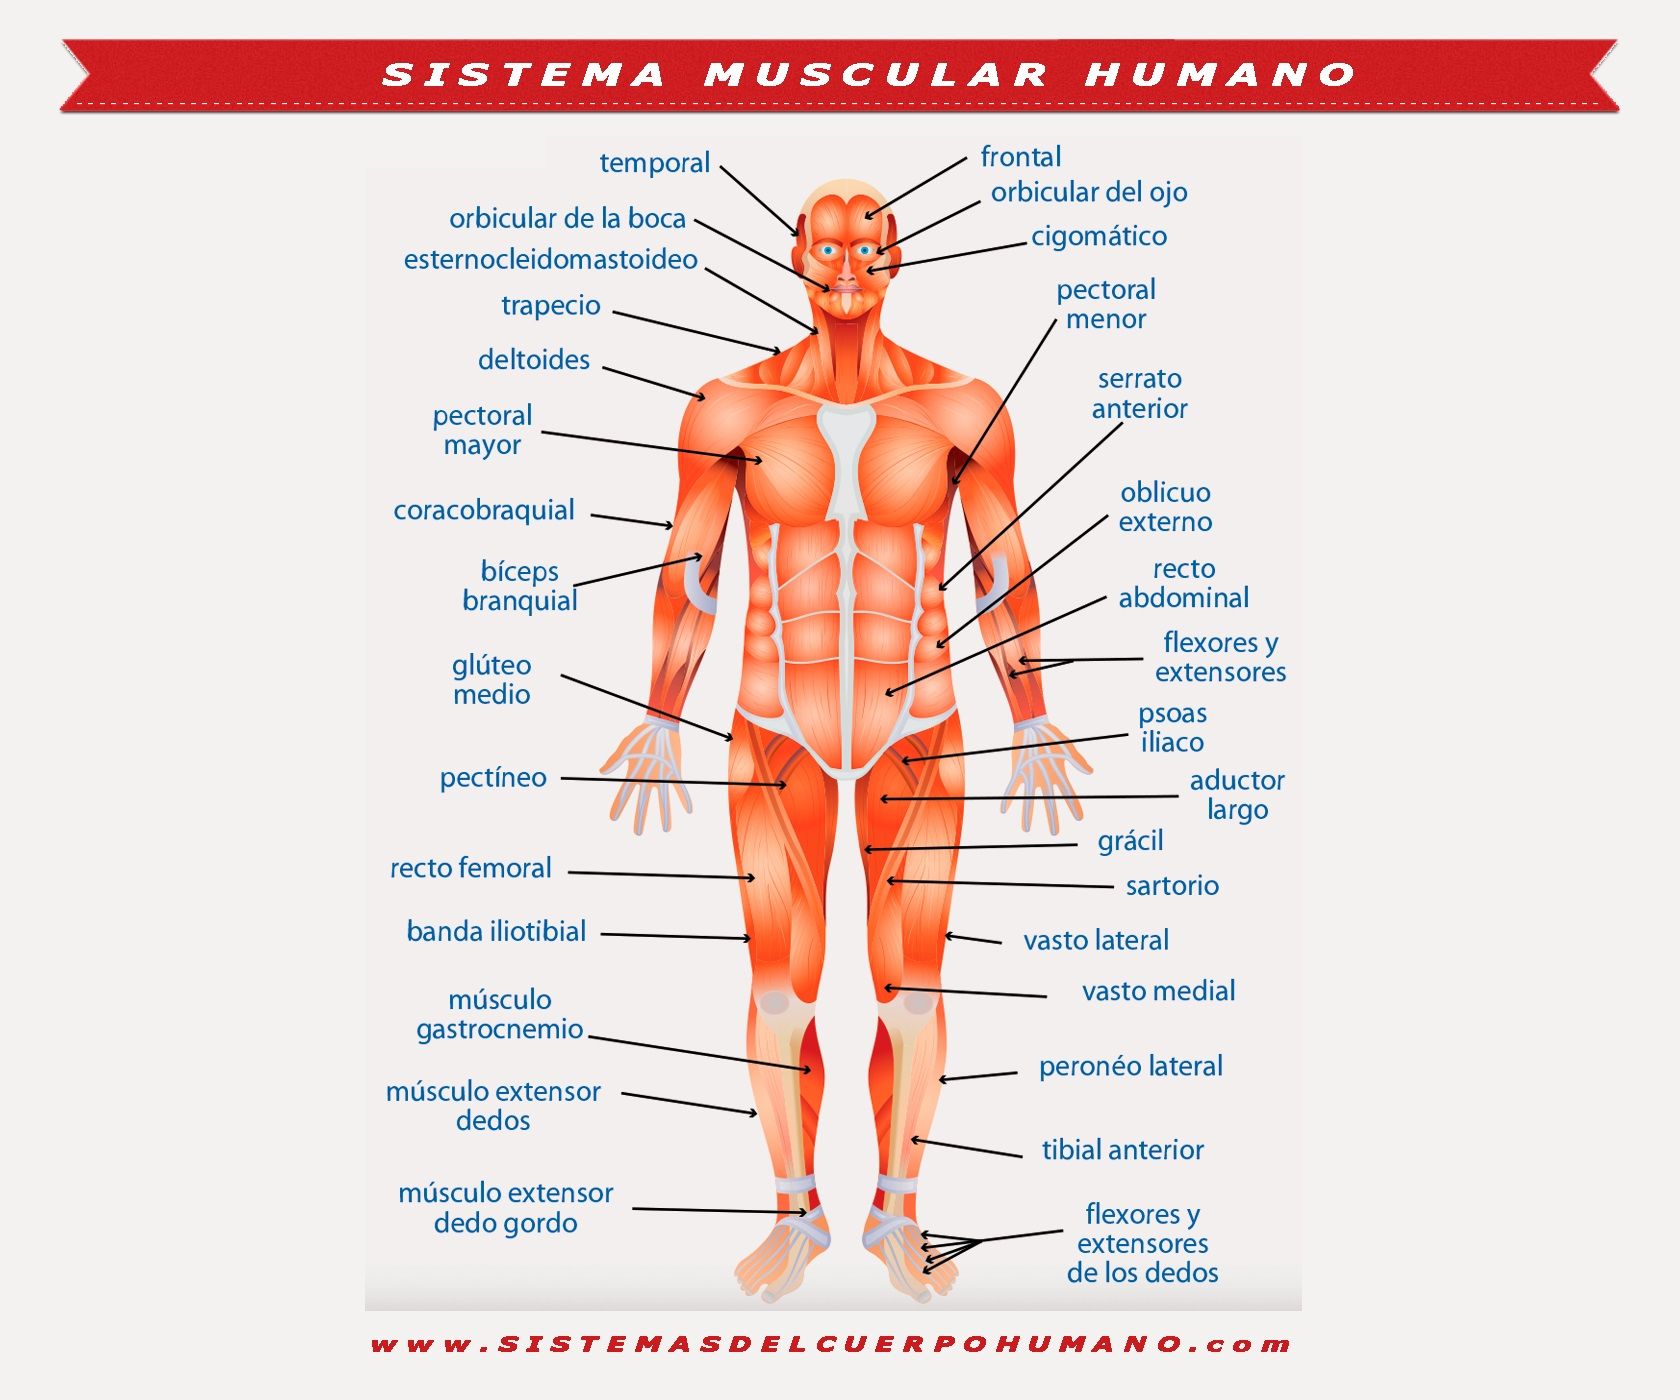 SISTEMA MUSCULAR HUMANO
temporal
orbicular de la boca
esternocleidomastoideo
trapecio
deltoides
pectoral
mayor
coracobraquial
bíceps
branquial
glúteo
medio
pectíneo
recto femoral
banda iliotibial
músculo
gastrocnemio
músculo extensor
dedos
músculo extensor
dedo gordo
frontal
orbicular del ojo
cigomático
pectoral
menor
serrato
anterior
oblicuo
externo
recto
abdominal
flexores y
extensores
psoas
iliaco
aductor
largo
grácil
sartorio
vasto lateral
vasto medial
peronéo lateral
tibial anterior
flexores y
extensores
de los dedos
www.SISTEMASDELCUERPOHUMANO.com